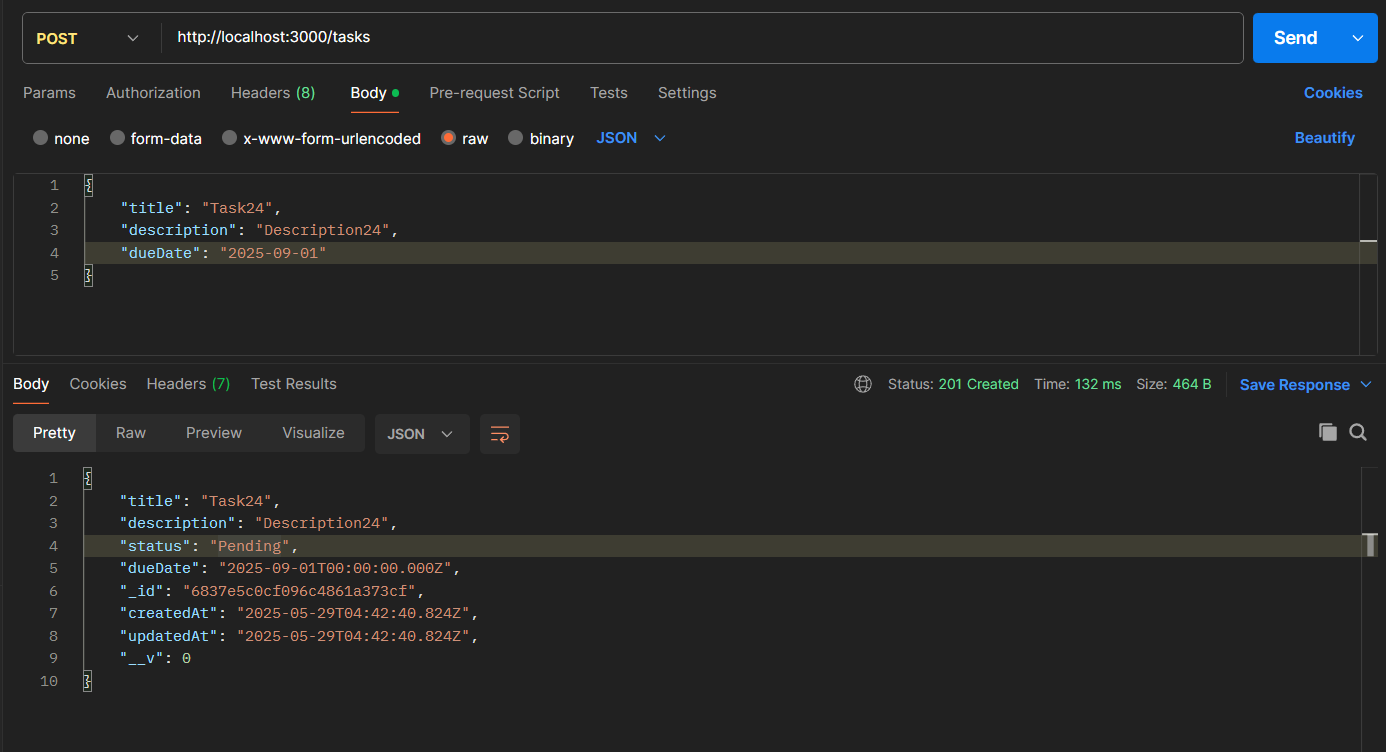 POST http://localhost:3000/tasks Send
Params Authorization Headers (8) Body Pre-request Script Tests Settings Cookies
none form-data x-www-form-urlencoded raw binary JSON Beautify
1 {
2 "title": "Task24",
3 "description": "Description24",
4 "dueDate": "2025-09-01"
5 }
Body Cookies Headers (7) Test Results Status: 201 Created Time: 132 ms Size: 464 B Save Response
Pretty Raw Preview Visualize JSON
1 {
2 "title": "Task24",
3 "description": "Description24",
4 "status": "Pending",
5 "dueDate": "2025-09-01T00:00:00.000Z",
6 "_id": "6837e5c0cf096c4861a373cf",
7 "createdAt": "2025-05-29T04:42:40.824Z",
8 "updatedAt": "2025-05-29T04:42:40.824Z",
9 "__v": 0
10 }